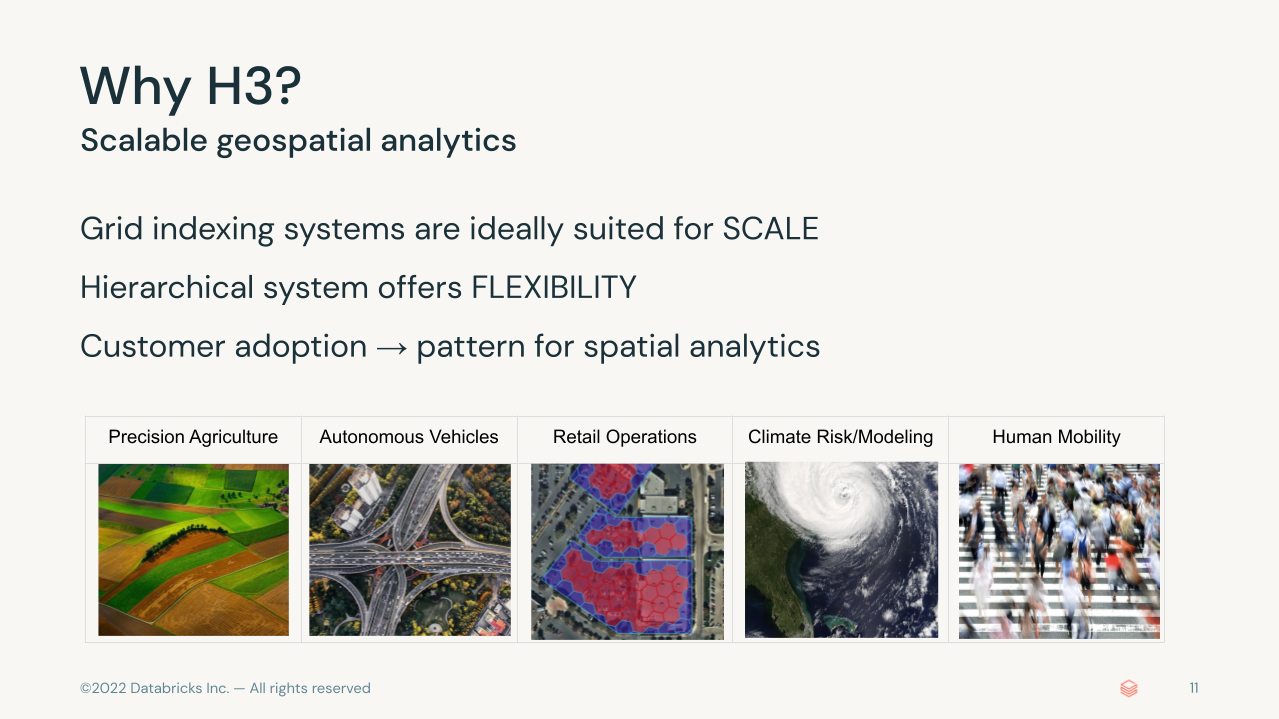 Why H3?
Scalable geospatial analytics
Grid indexing systems are ideally suited for SCALE
Hierarchical system offers FLEXIBILITY
Customer adoption → pattern for spatial analytics
Precision Agriculture
Autonomous Vehicles
Retail Operations
Climate Risk/Modeling
Human Mobility
©2022 Databricks Inc. — All rights reserved
11